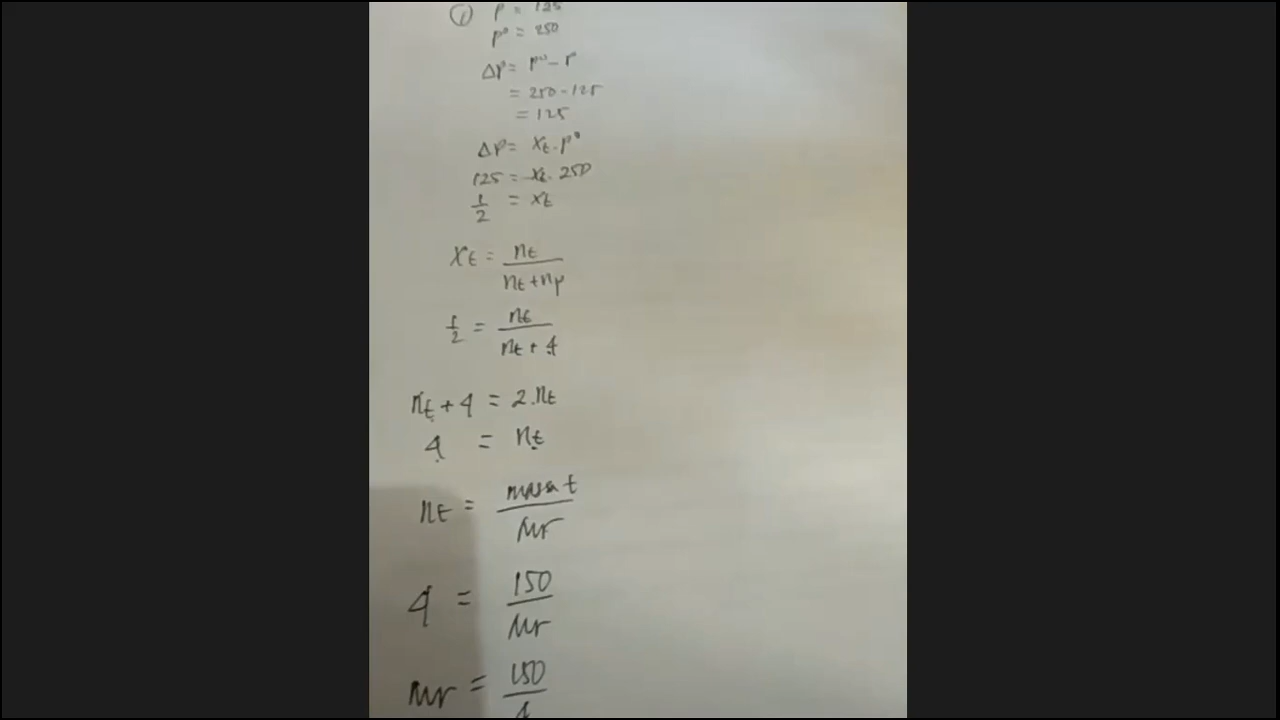 ① P = 125
P° = 250
ΔP = P° - P
= 250 - 125
= 125
ΔP = Xt . P°
125 = Xt . 250
1/2 = Xt
Xt = nt / nt + np
1/2 = nt / nt + 4
nt + 4 = 2.nt
4 = nt
nt = massa t / Mr
4 = 150 / Mr
Mr = 150 / 4